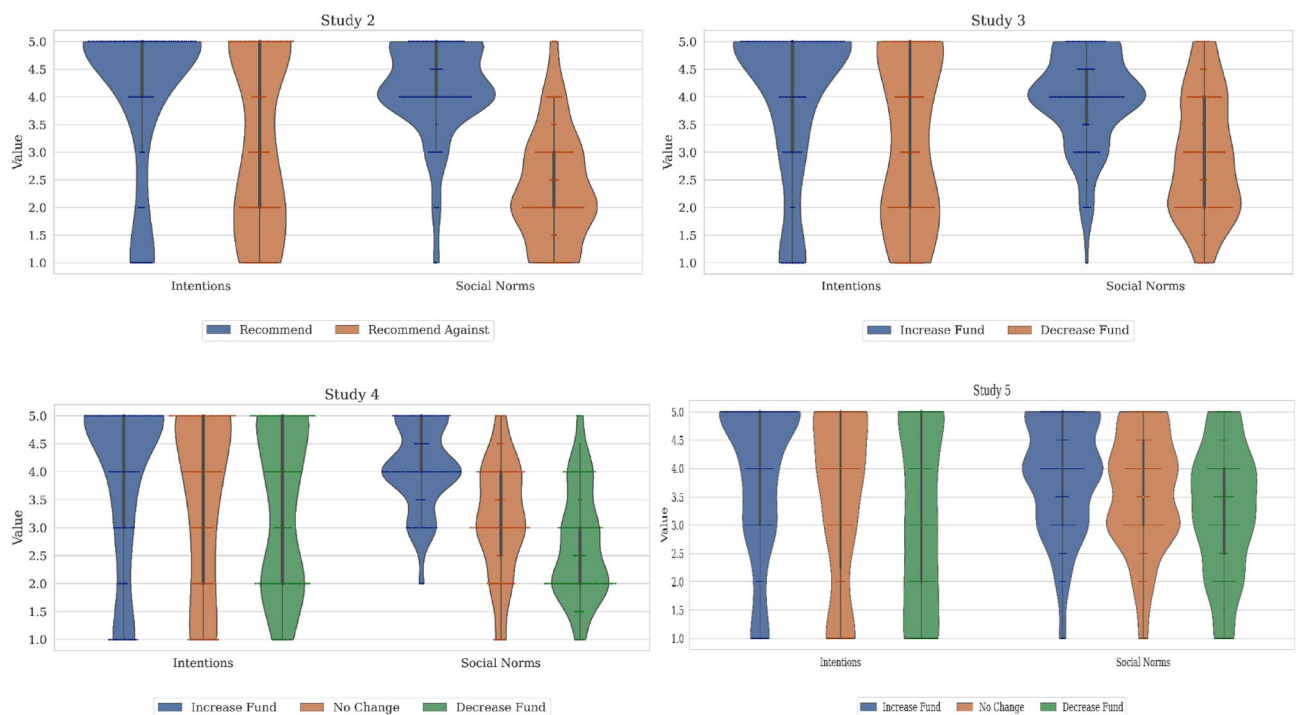 Study 2
5.0
4.5
4.0
3.5
3.0
2.5
2.0
1.5
1.0
Value
Intentions
Social Norms
Recommend
Recommend Against
Study 3
5.0
4.5
4.0
3.5
3.0
2.5
2.0
1.5
1.0
Value
Intentions
Social Norms
Increase Fund
Decrease Fund
Study 4
5.0
4.5
4.0
3.5
3.0
2.5
2.0
1.5
1.0
Value
Intentions
Social Norms
Increase Fund
No Change
Decrease Fund
Study 5
5.0
4.5
4.0
3.5
3.0
2.5
2.0
1.5
1.0
Value
Intentions
Social Norms
Increase Fund
No Change
Decrease Fund